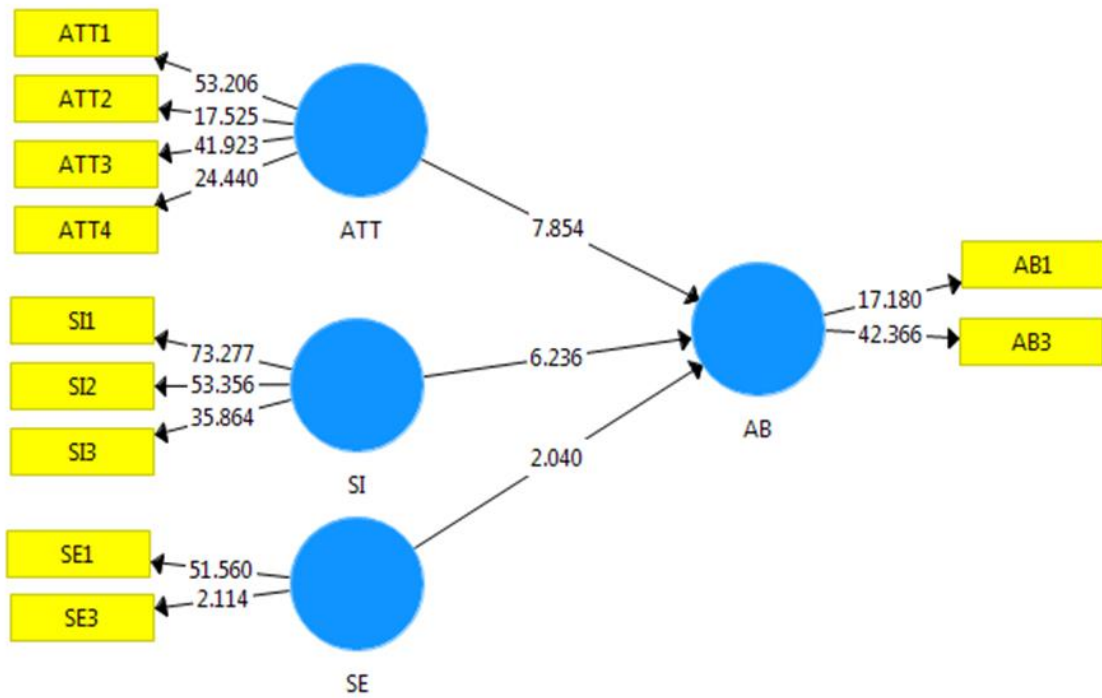 ATT1
53.206
ATT2
17.525
41.923
ATT3
24.440
ATT4
ATT
7.854
SI1
73.277
SI2
53.356
35.864
SI3
SI
6.236
SE1
51.560
2.114
SE3
SE
2.040
AB
AB1
17.180
42.366
AB3